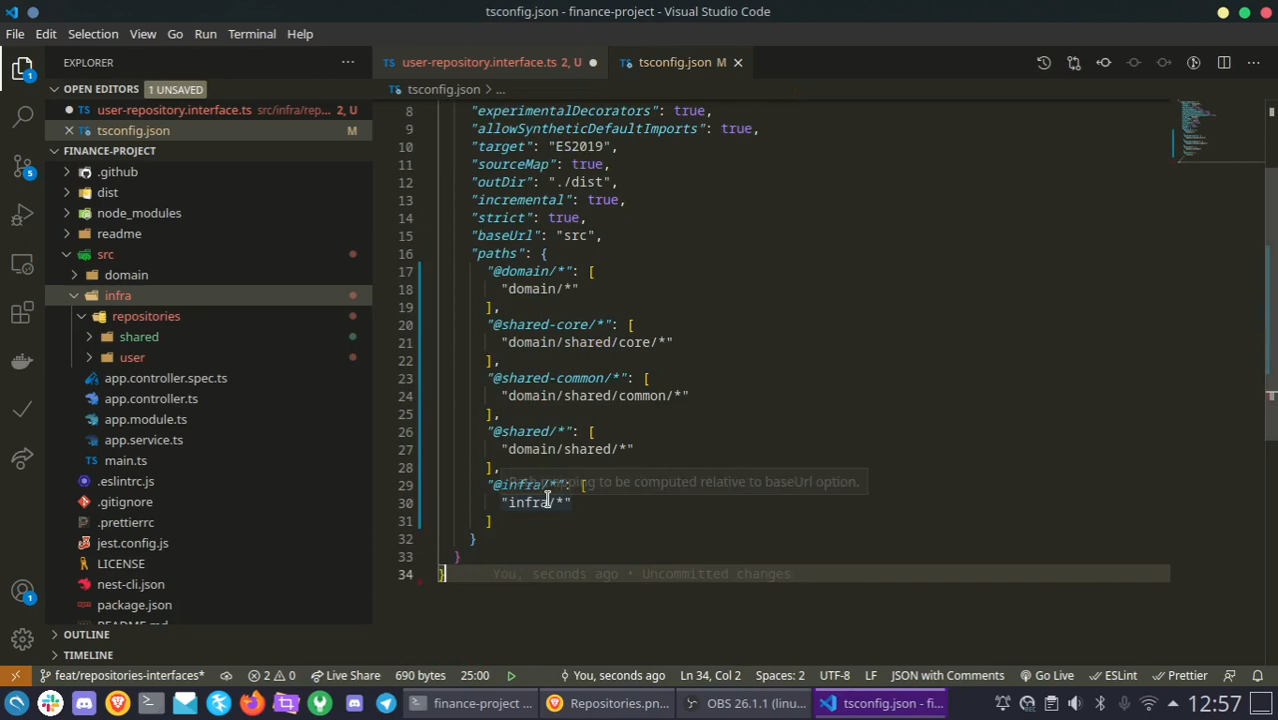 tsconfig.json - finance-project - Visual Studio Code
File Edit Selection View Go Run Terminal Help
EXPLORER
OPEN EDITORS 1 UNSAVED
user-repository.interface.ts src/infra/rep... 2, U
tsconfig.json M
FINANCE-PROJECT
.github
dist
node_modules
readme
src
domain
infra
repositories
shared
user
app.controller.spec.ts
app.controller.ts
app.module.ts
app.service.ts
main.ts
.eslintrc.js
.gitignore
.prettierrc
jest.config.js
LICENSE
nest-cli.json
package.json
README.md
OUTLINE
TIMELINE
1
5
1
TS user-repository.interface.ts 2, U
TS tsconfig.json M
tsconfig.json > ...
8 "experimentalDecorators": true,
9 "allowSyntheticDefaultImports": true,
10 "target": "ES2019",
11 "sourceMap": true,
12 "outDir": "./dist",
13 "incremental": true,
14 "strict": true,
15 "baseUrl": "src",
16 "paths": {
17 "@domain/*": [
18 "domain/*"
19 ],
20 "@shared-core/*": [
21 "domain/shared/core/*"
22 ],
23 "@shared-common/*": [
24 "domain/shared/common/*"
25 ],
26 "@shared/*": [
27 "domain/shared/*"
28 ],
29 "@infra/*": [
mapping to be computed relative to baseUrl option.
30 "infra/*"
31 ]
32 }
33 }
34 } You, seconds ago • Uncommitted changes
feat/repositories-interfaces* 2 0 Live Share 690 bytes 25:00 You, seconds ago Ln 34, Col 2 Spaces: 2 UTF-8 LF JSON with Comments Go Live ESLint Prettier
finance-project ... Repositories.pn... OBS 26.1.1 (linu... tsconfig.json - fi... 12:57